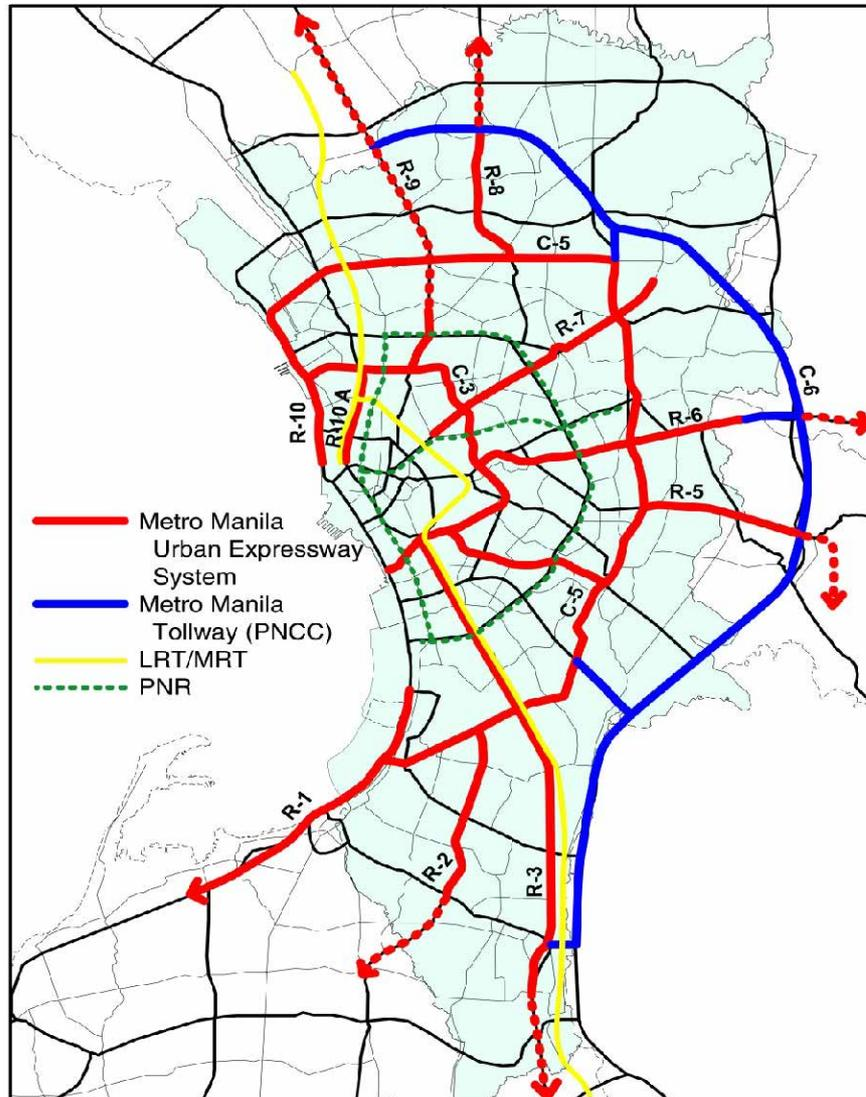 R-9
R-8
C-5
R-7
C-3
C-6
R-10
R-10 A
R-6
R-5
Metro Manila
Urban Expressway
System
Metro Manila
Tollway (PNCC)
LRT/MRT
PNR
C-5
R-1
R-2
R-3